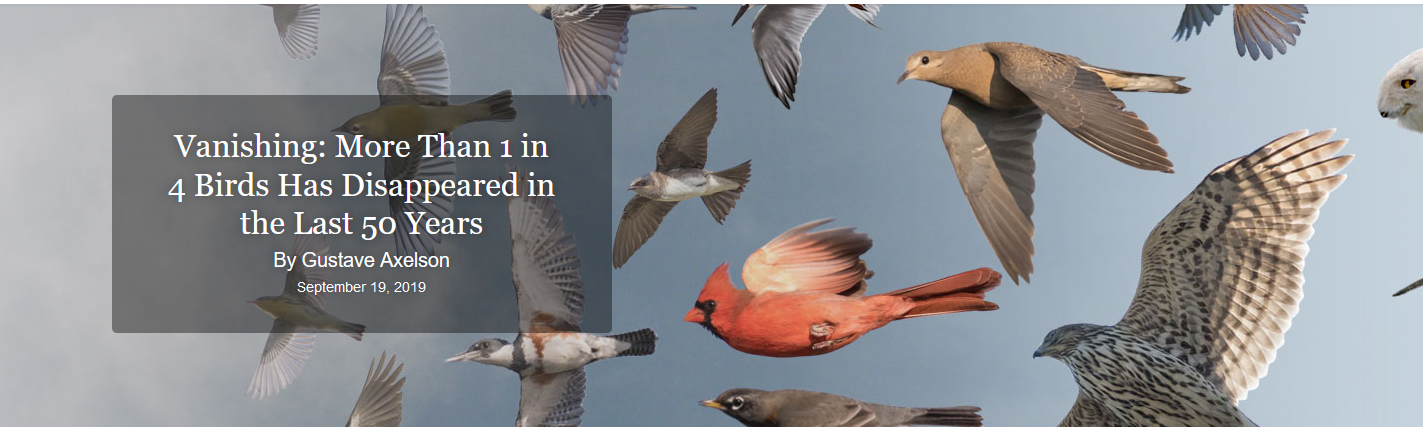 Vanishing: More Than 1 in
4 Birds Has Disappeared in
the Last 50 Years
By Gustave Axelson
September 19, 2019